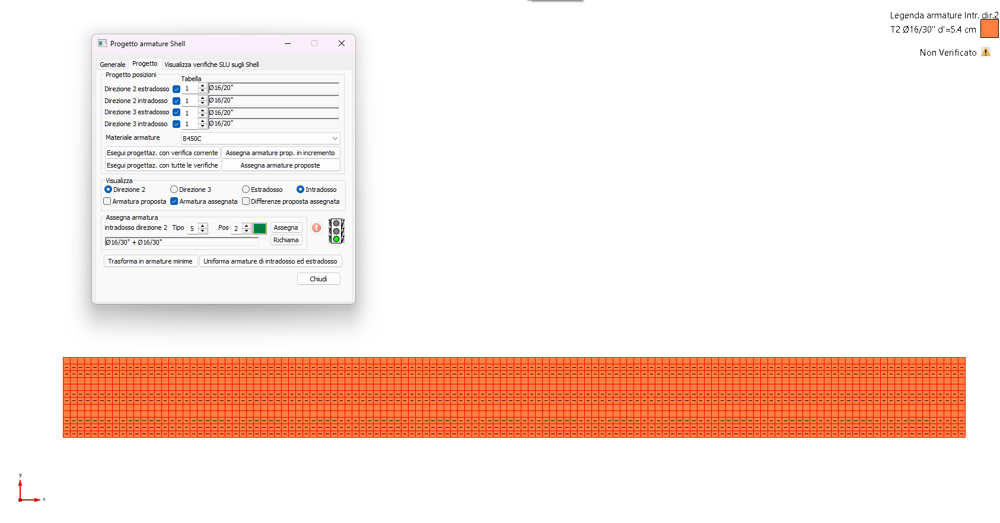 Legenda armature Intr. dir.2
T2 Ø16/30" d'=5.4 cm
Non Verificato
Progetto armature Shell
Generale Progetto Visualizza verifiche SLU sugli Shell
Progetto posizioni
Tabella
Direzione 2 estradosso 1 Ø16/20"
Direzione 2 intradosso 1 Ø16/20"
Direzione 3 estradosso 1 Ø16/20"
Direzione 3 intradosso 1 Ø16/20"
Materiale armature B450C
Esegui progettaz. con verifica corrente Assegna armature prop. in incremento
Esegui progettaz. con tutte le verifiche Assegna armature proposte
Visualizza
Direzione 2 Direzione 3 Estradosso Intradosso
Armatura proposta Armatura assegnata Differenze proposta assegnata
Assegna armatura
intradosso direzione 2 Tipo 5 Pos 2 Assegna
Ø16/30" + Ø16/30" Richiama
Trasforma in armature minime Uniforma armature di intradosso ed estradosso
Chiudi
y
x